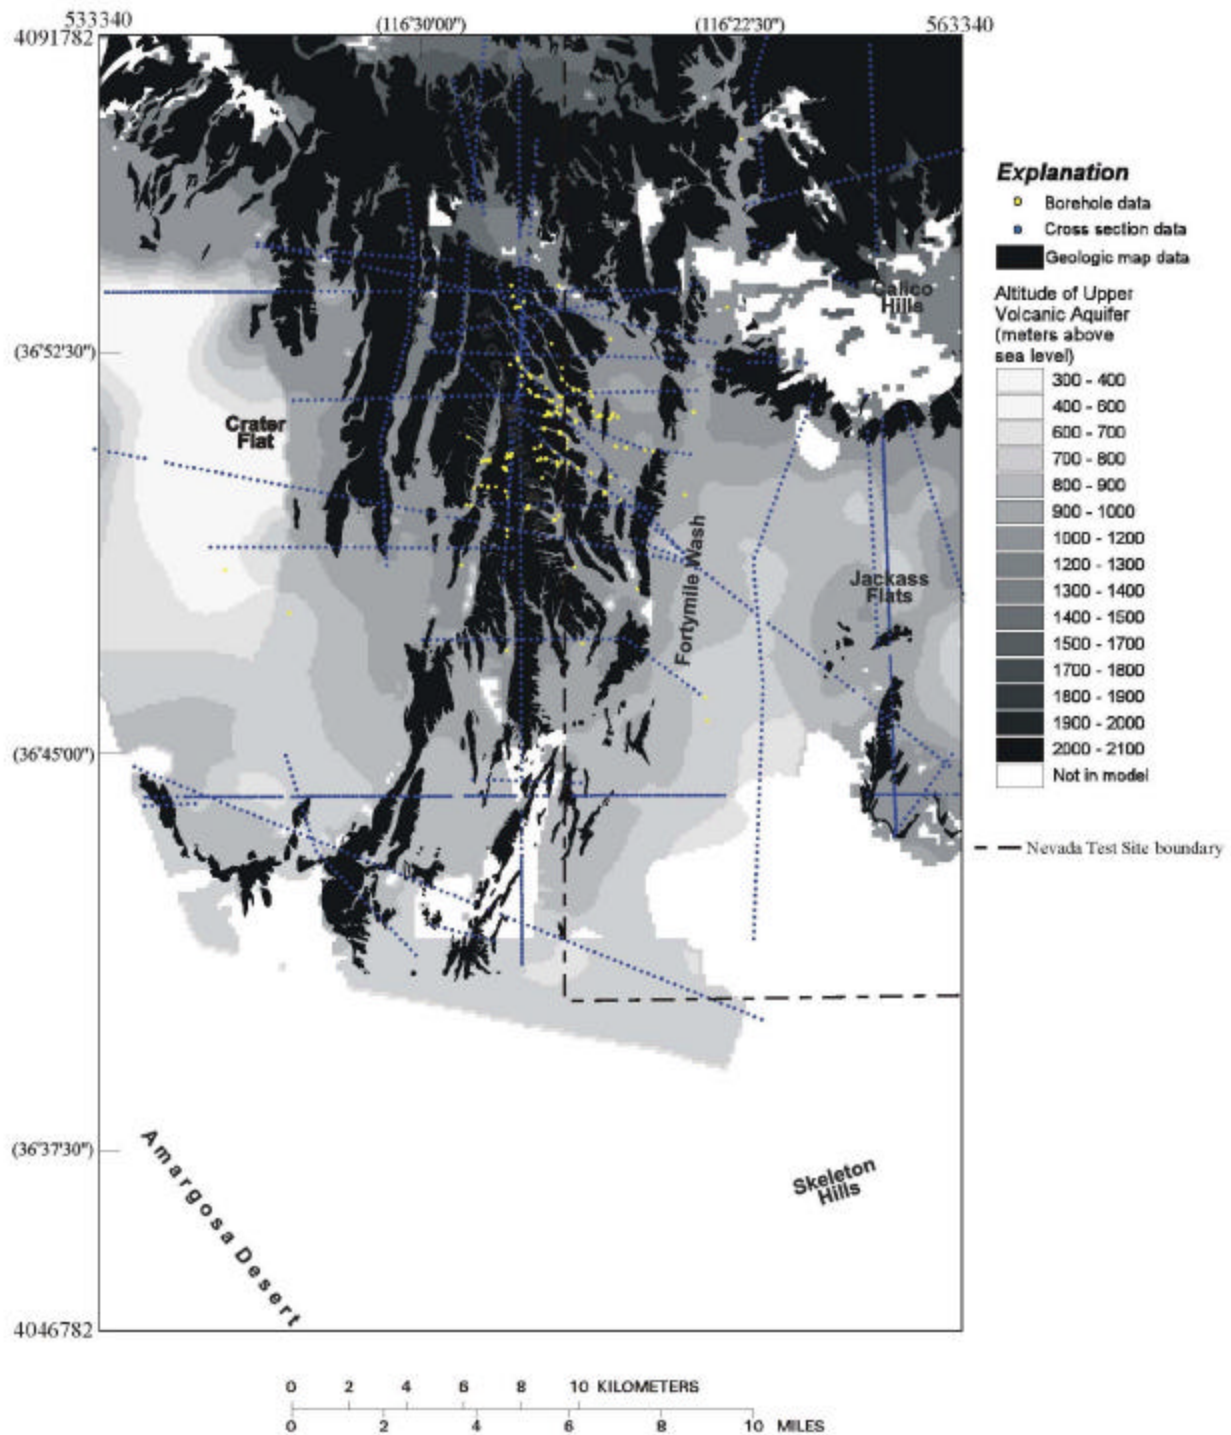 533340
(116°30'00")
(116°22'30")
563340
4091782
Explanation
Borehole data
Cross section data
Geologic map data
Calico
Hills
Altitude of Upper
Volcanic Aquifer
(meters above
sea level)
(36°52'30")
300 - 400
400 - 600
Crater
Flat
600 - 700
700 - 800
800 - 900
900 - 1000
1000 - 1200
Fortymile Wash
1200 - 1300
Jackass
Flats
1300 - 1400
1400 - 1500
1500 - 1700
1700 - 1800
1800 - 1900
1900 - 2000
(36°45'00")
2000 - 2100
Not in model
Nevada Test Site boundary
(36°37'30")
Amargosa Desert
Skeleton
Hills
4046782
0 2 4 6 8 10 KILOMETERS
0 2 4 6 8 10 MILES